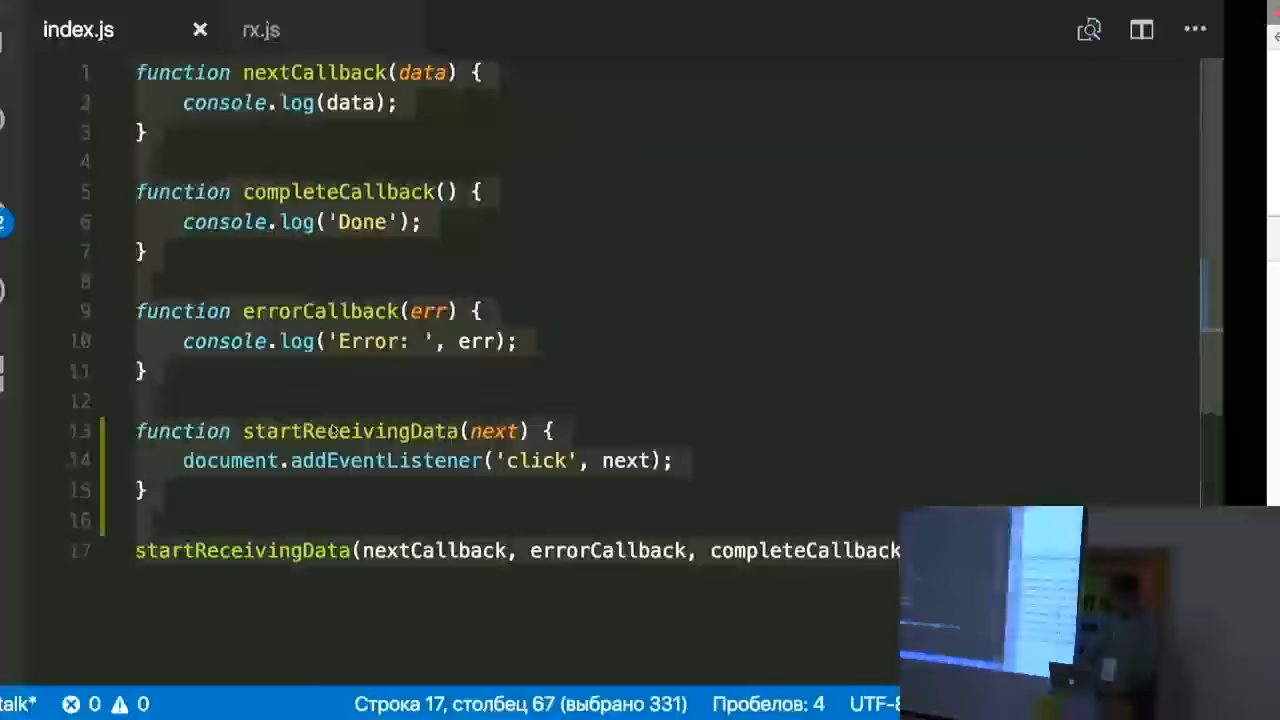 index.js
rx.js
1 function nextCallback(data) {
2 console.log(data);
3 }
4
5 function completeCallback() {
6 console.log('Done');
7 }
8
9 function errorCallback(err) {
10 console.log('Error: ', err);
11 }
12
13 function startReceivingData(next) {
14 document.addEventListener('click', next);
15 }
16
17 startReceivingData(nextCallback, errorCallback, completeCallback
talk* 0 0 Строка 17, столбец 67 (выбрано 331) Пробелов: 4 UTF-8
2